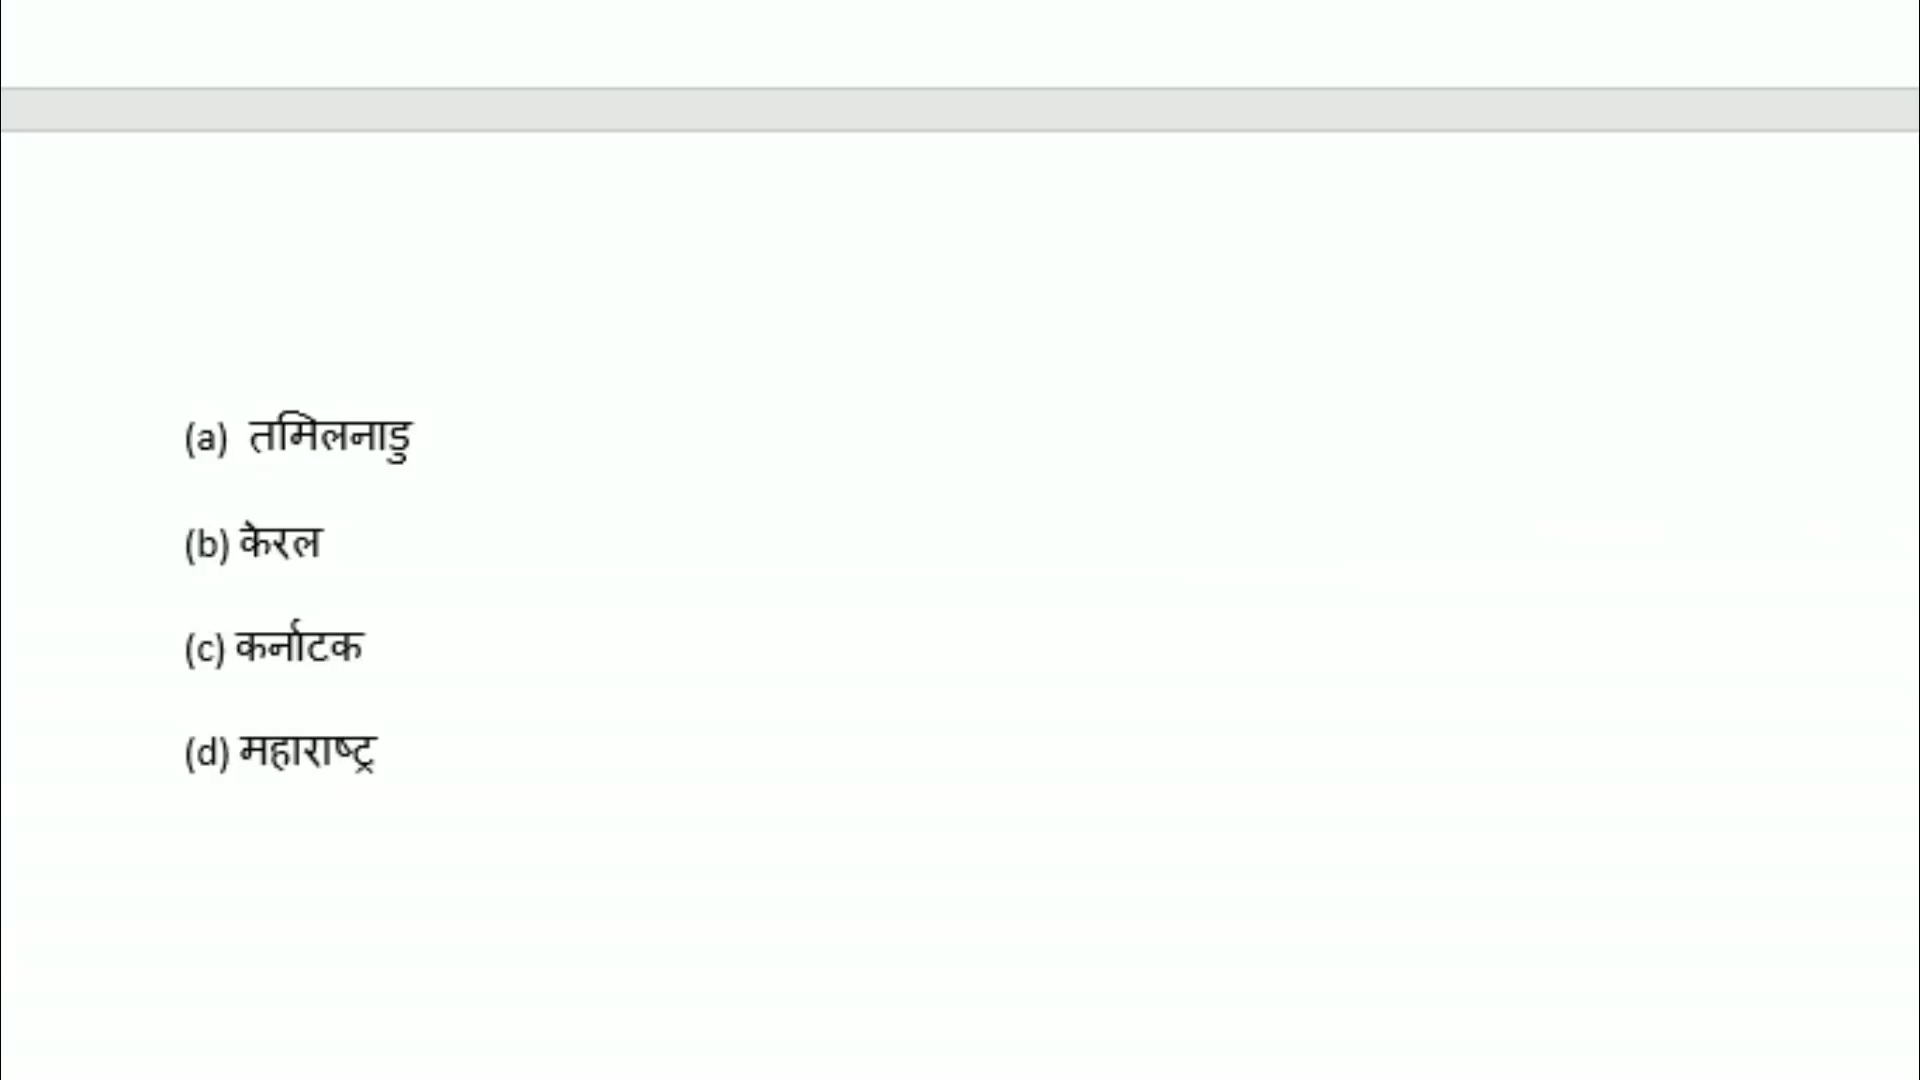 (a) तमिलनाडु
(b) केरल
(c) कर्नाटक
(d) महाराष्ट्र